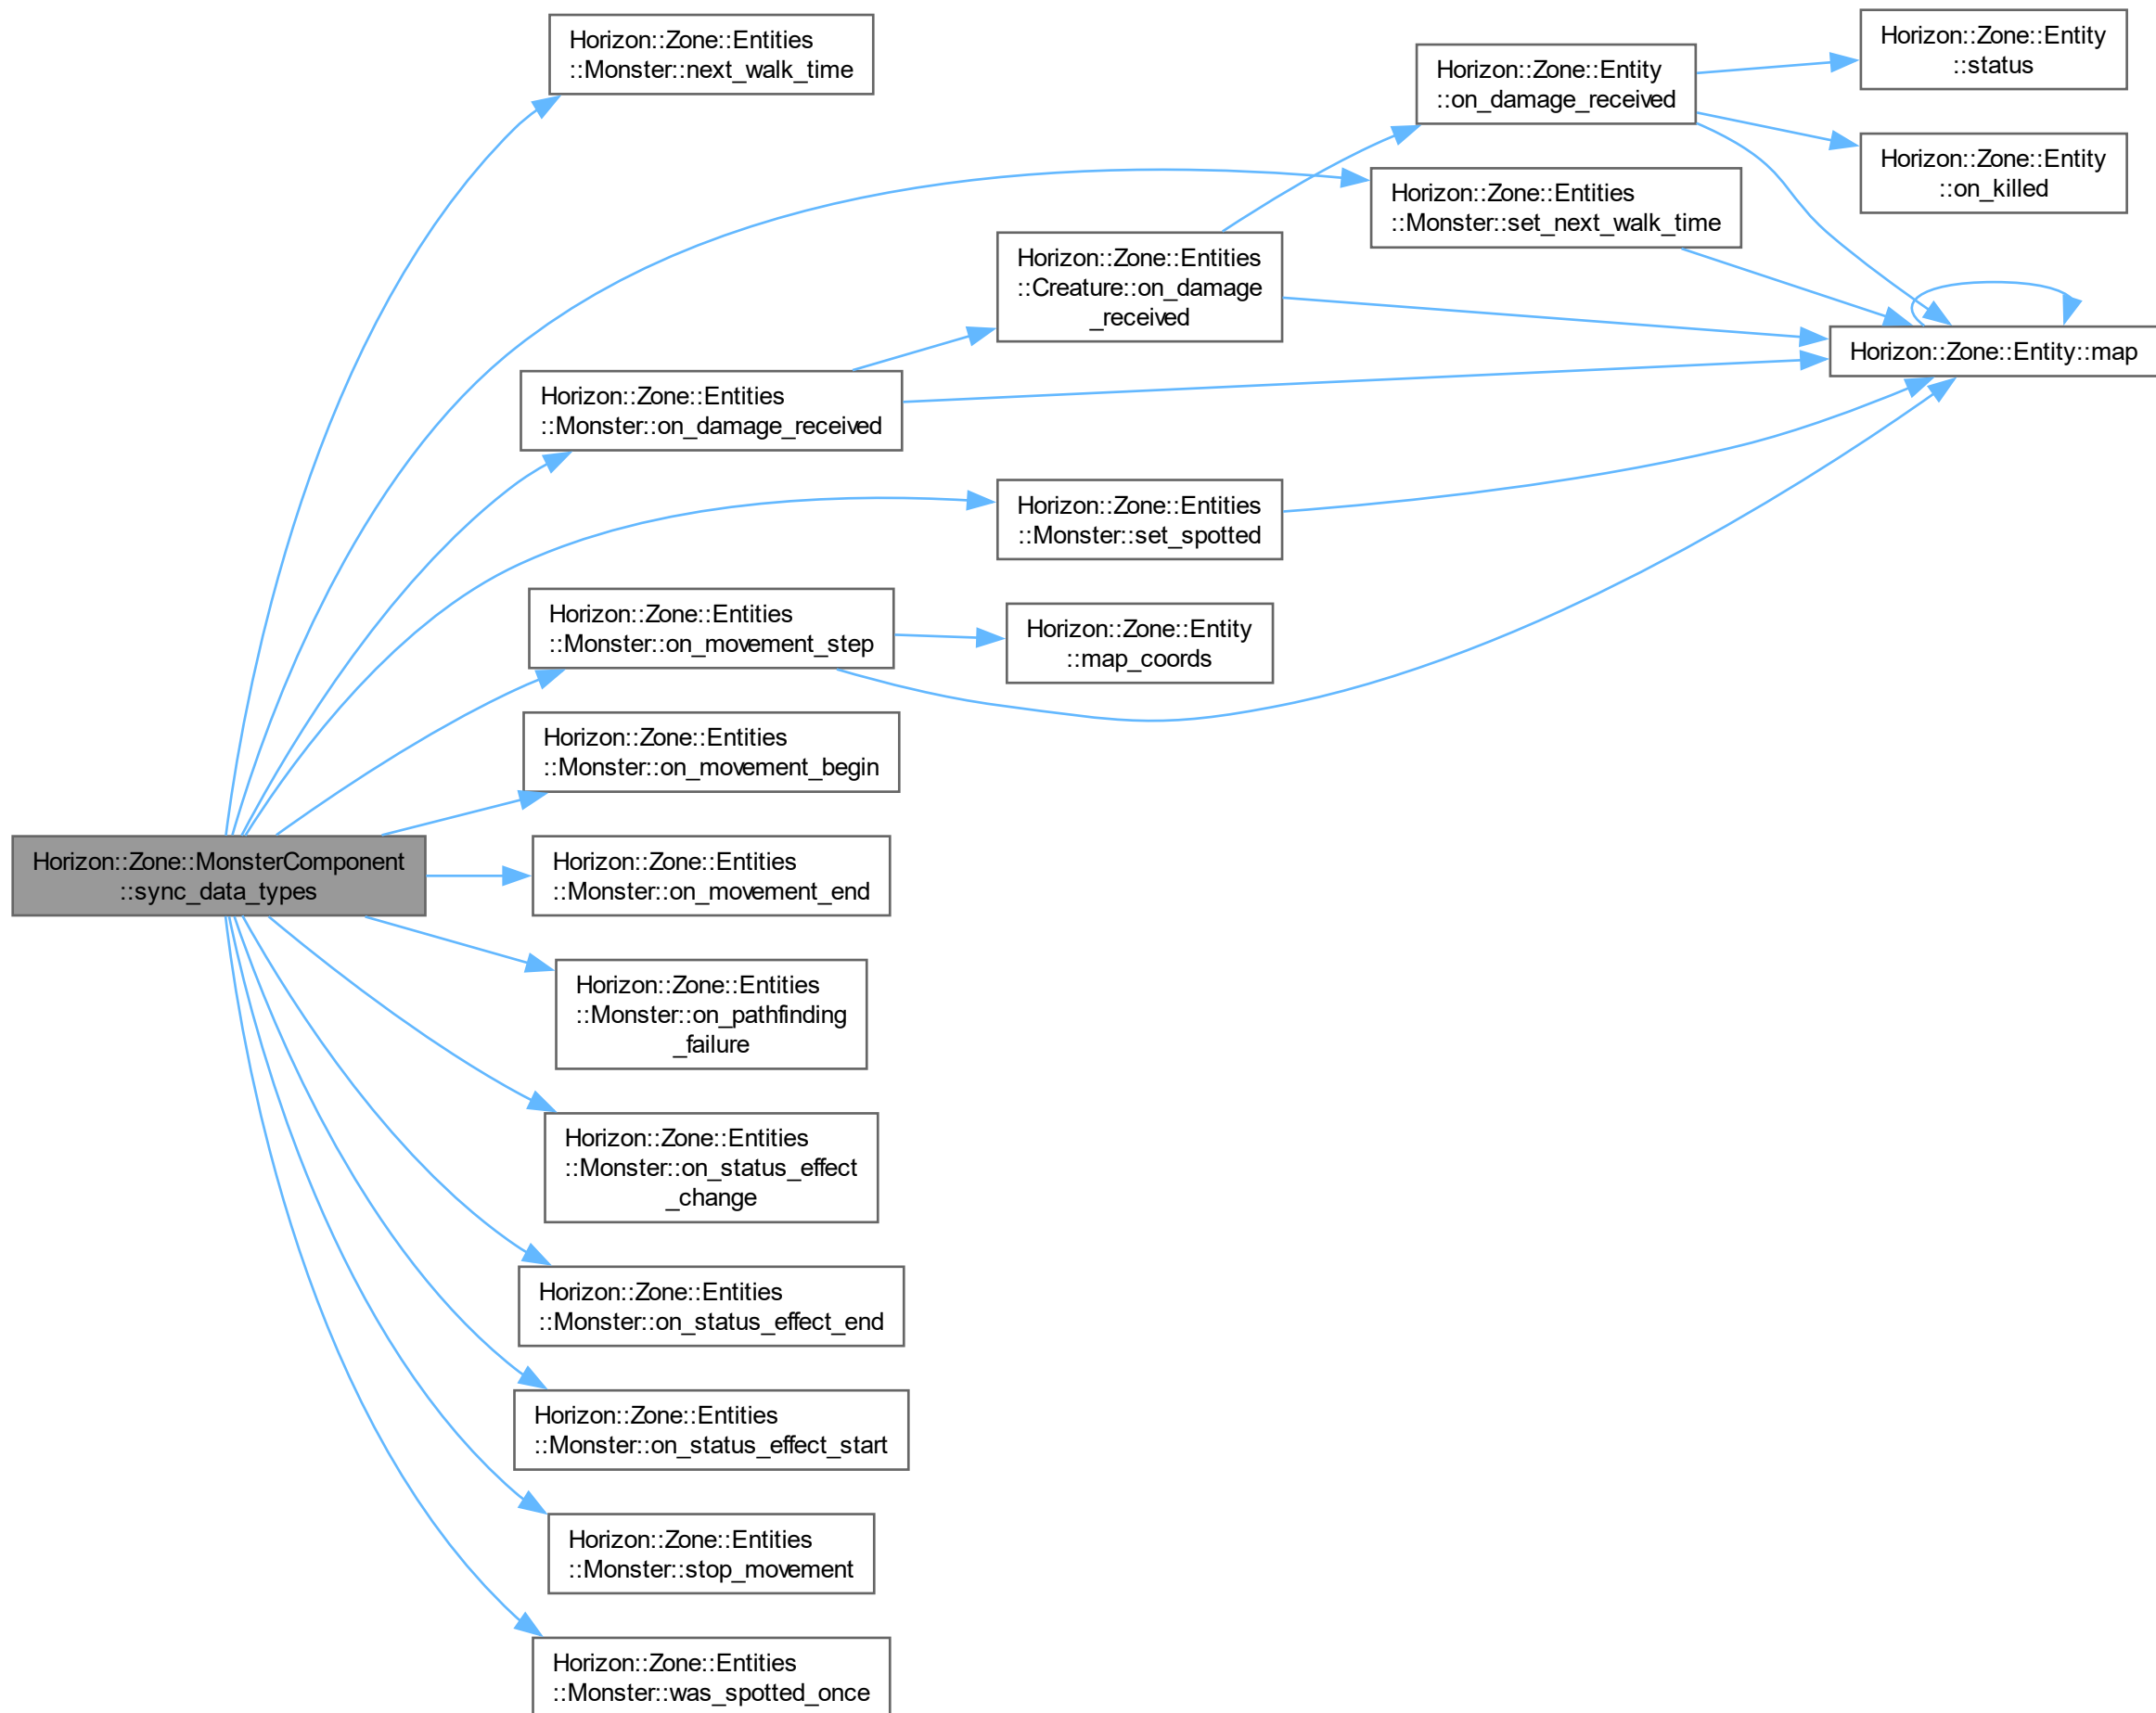 Horizon::Zone::Entities
::Monster::next_walk_time
Horizon::Zone::Entity
::on_damage_received
Horizon::Zone::Entity
::status
Horizon::Zone::Entity
::on_killed
Horizon::Zone::Entities
::Monster::set_next_walk_time
Horizon::Zone::Entities
::Creature::on_damage
_received
Horizon::Zone::Entity::map
Horizon::Zone::Entities
::Monster::on_damage_received
Horizon::Zone::Entities
::Monster::set_spotted
Horizon::Zone::Entities
::Monster::on_movement_step
Horizon::Zone::Entity
::map_coords
Horizon::Zone::Entities
::Monster::on_movement_begin
Horizon::Zone::MonsterComponent
::sync_data_types
Horizon::Zone::Entities
::Monster::on_movement_end
Horizon::Zone::Entities
::Monster::on_pathfinding
_failure
Horizon::Zone::Entities
::Monster::on_status_effect
_change
Horizon::Zone::Entities
::Monster::on_status_effect_end
Horizon::Zone::Entities
::Monster::on_status_effect_start
Horizon::Zone::Entities
::Monster::stop_movement
Horizon::Zone::Entities
::Monster::was_spotted_once